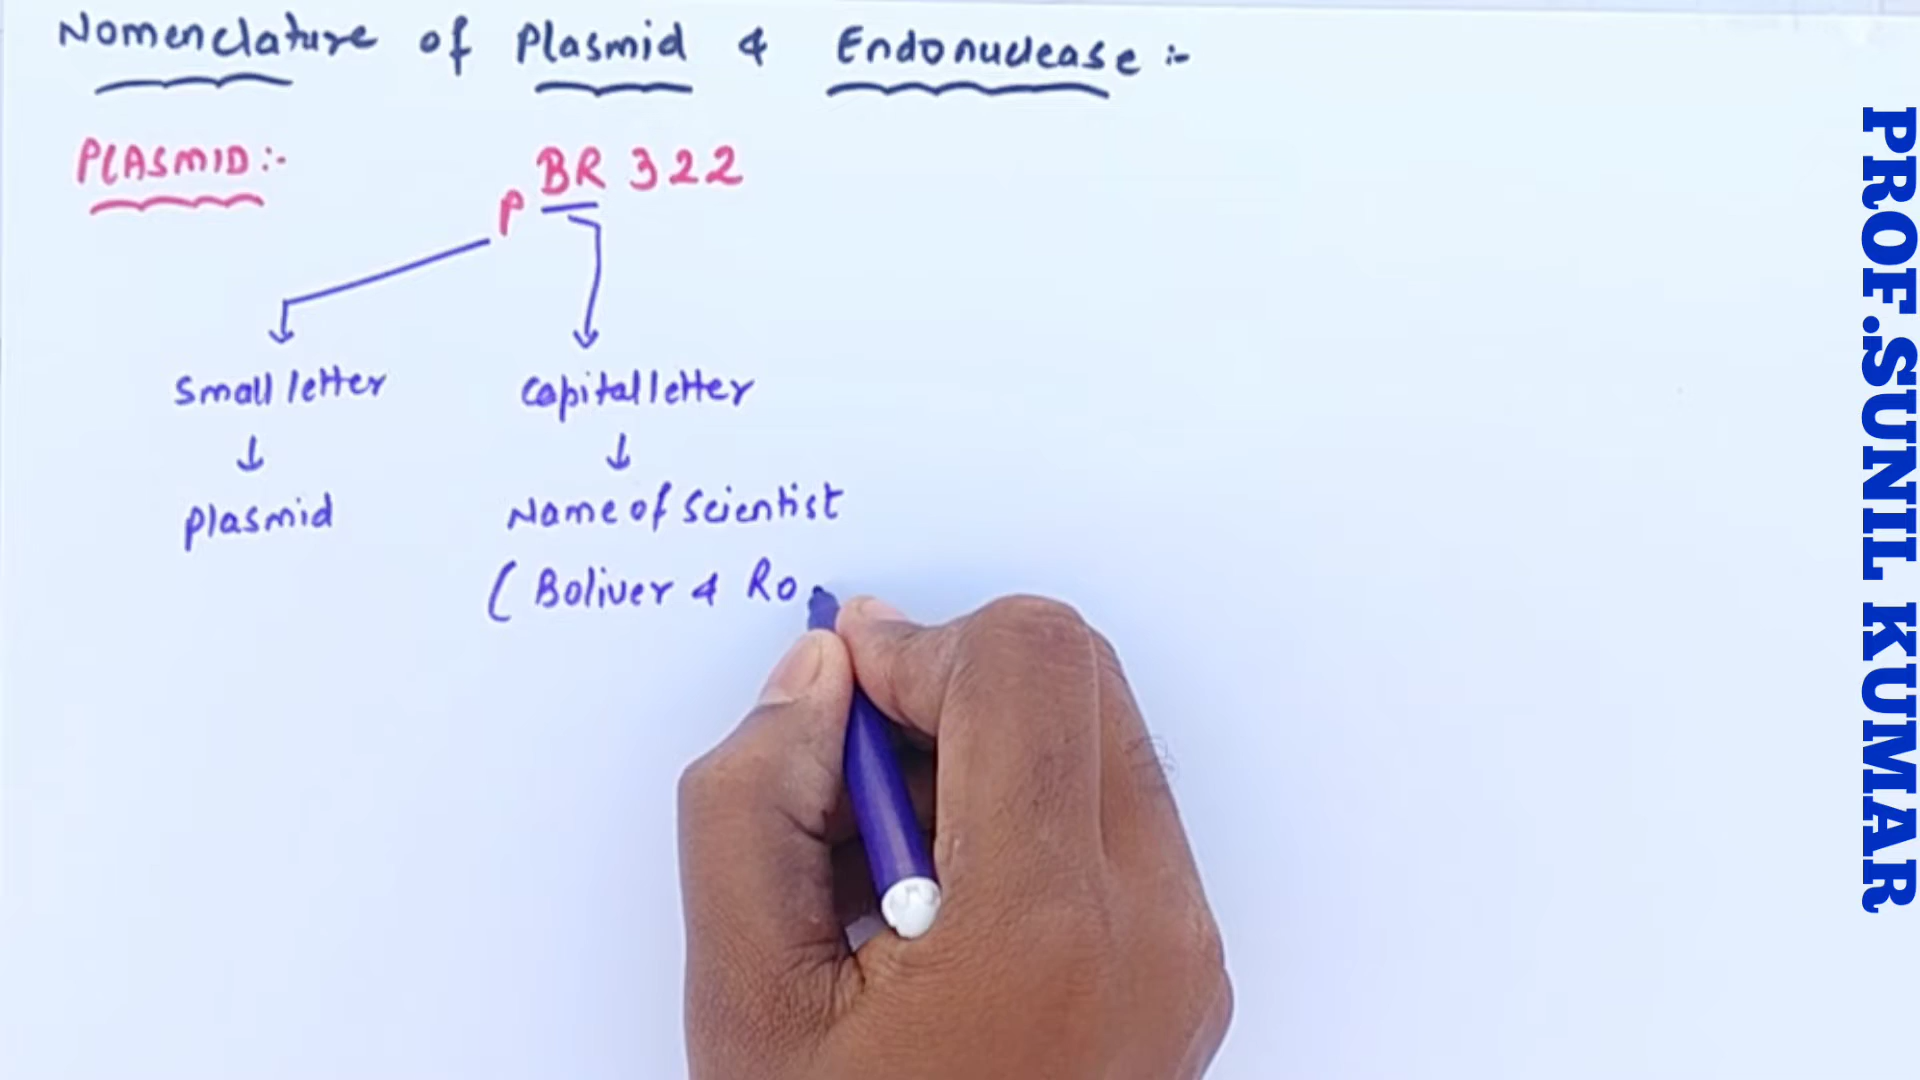 Nomenclature of Plasmid & Endonuclease :-
PLASMID :-
pBR 322
Small letter
Capital letter
↓
↓
plasmid
Name of Scientist
( Boliver & Ro
PROF.SUNIL KUMAR